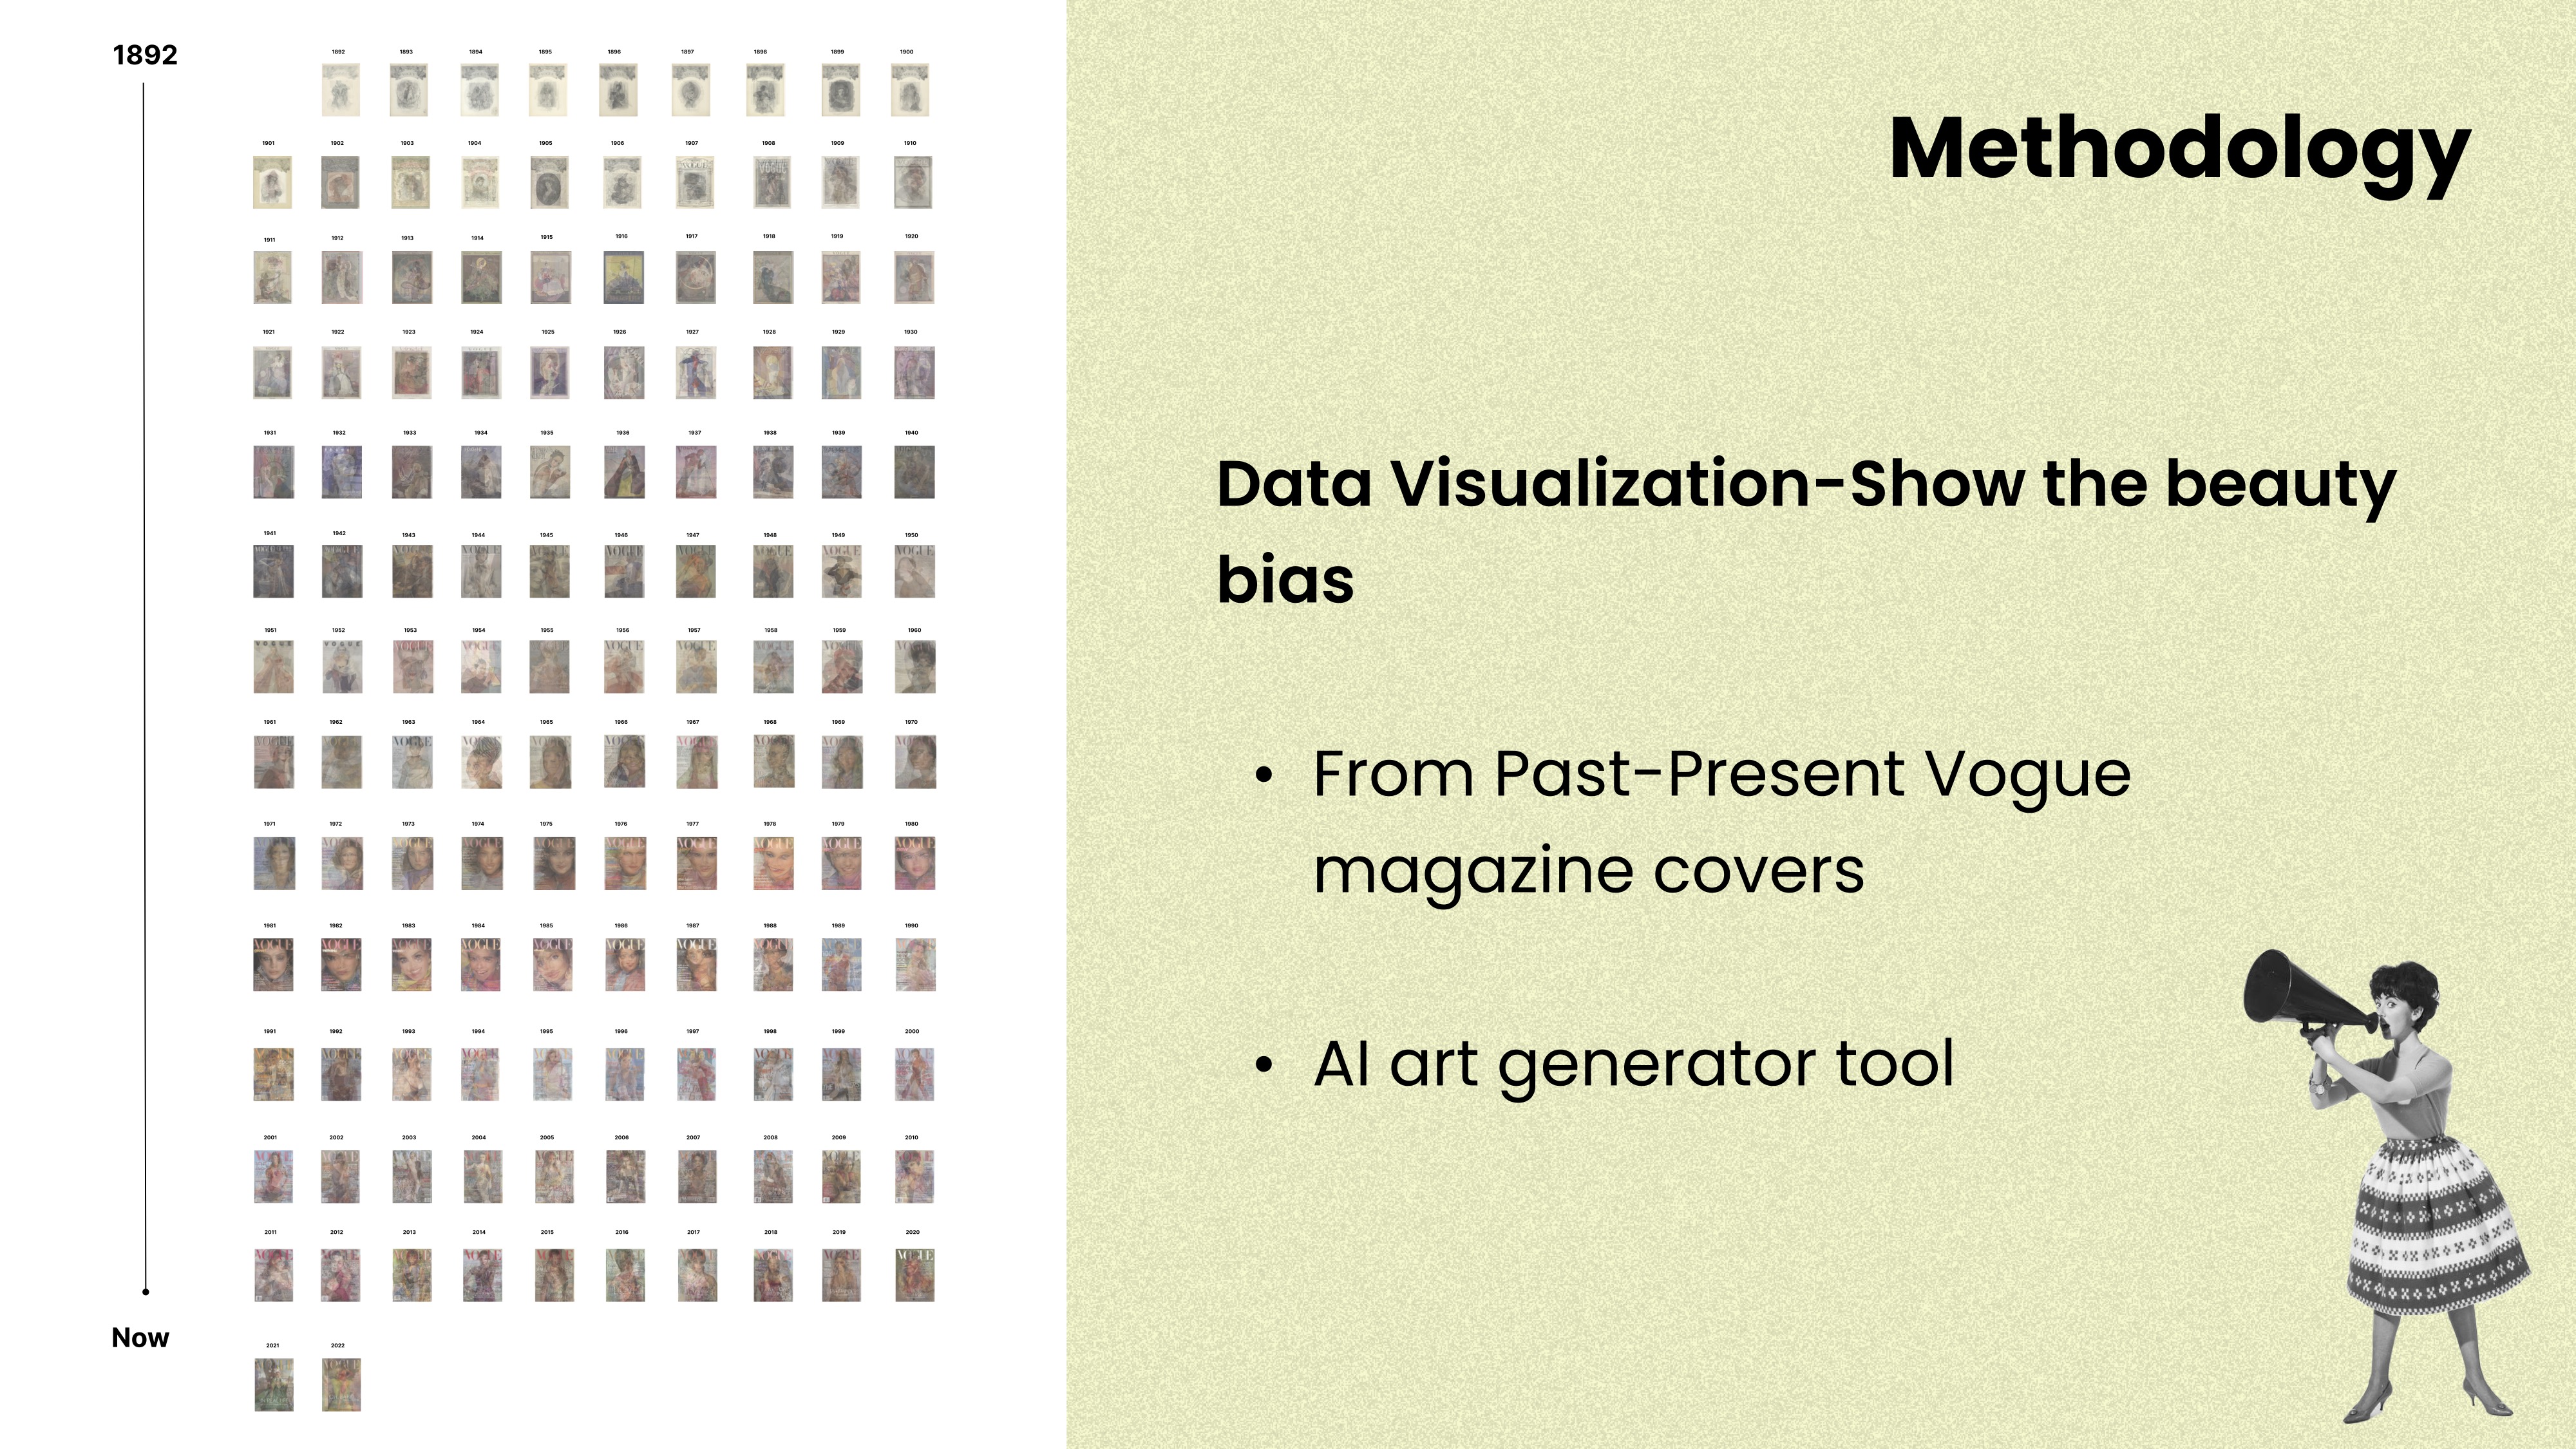 1892
1892 1893 1894 1895 1896 1897 1898 1899 1900
1901 1902 1903 1904 1905 1906 1907 1908 1909 1910
1911 1912 1913 1914 1915 1916 1917 1918 1919 1920
1921 1922 1923 1924 1925 1926 1927 1928 1929 1930
1931 1932 1933 1934 1935 1936 1937 1938 1939 1940
1941 1942 1943 1944 1945 1946 1947 1948 1949 1950
1951 1952 1953 1954 1955 1956 1957 1958 1959 1960
1961 1962 1963 1964 1965 1966 1967 1968 1969 1970
1971 1972 1973 1974 1975 1976 1977 1978 1979 1980
1981 1982 1983 1984 1985 1986 1987 1988 1989 1990
1991 1992 1993 1994 1995 1996 1997 1998 1999 2000
2001 2002 2003 2004 2005 2006 2007 2008 2009 2010
2011 2012 2013 2014 2015 2016 2017 2018 2019 2020
2021 2022
Now
Methodology
Data Visualization-Show the beauty
bias
• From Past-Present Vogue
magazine covers
• AI art generator tool